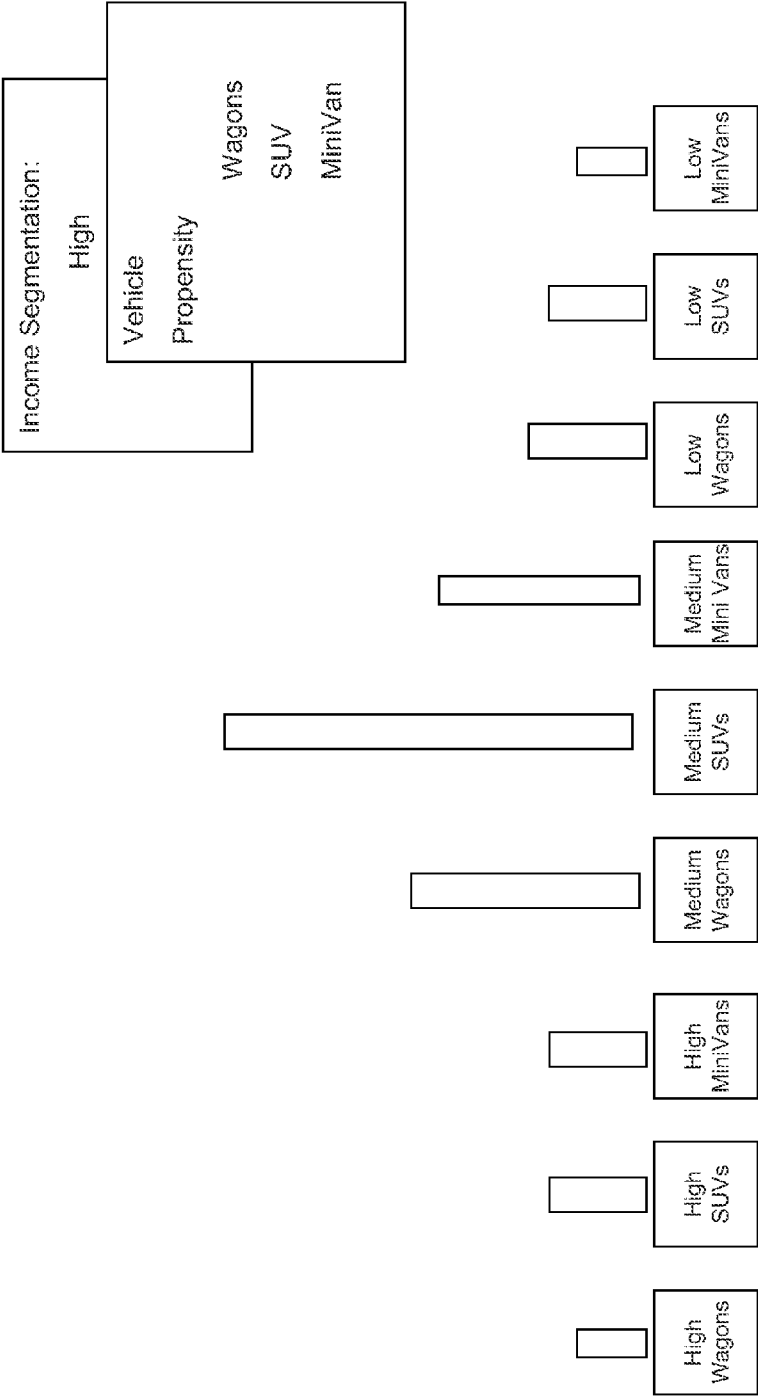 Income Segmentation:
High
Vehicle
Propensity
Wagons
SUV
MiniVan
High
Wagons
High
SUVs
High
MiniVans
Medium
Wagons
Medium
SUVs
Medium
Mini Vans
Low
Wagons
Low
SUVs
Low
MiniVans